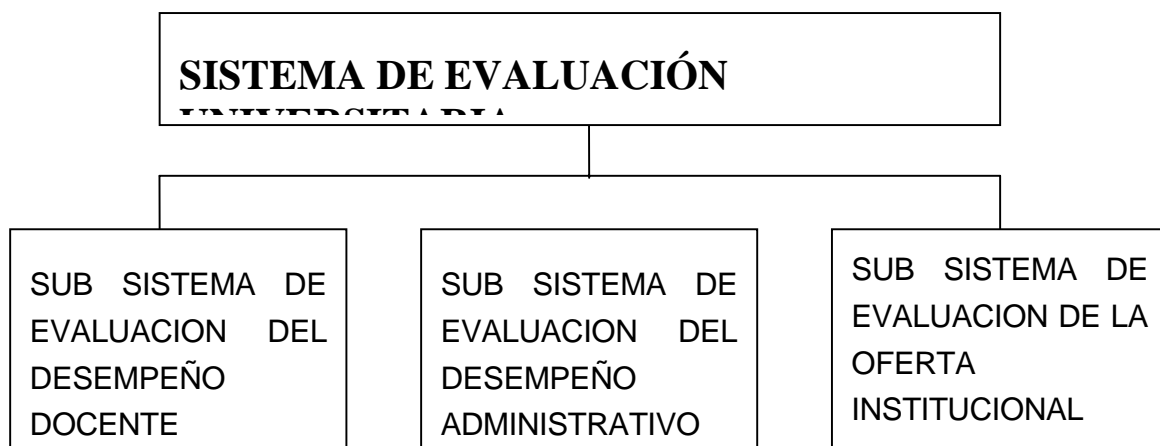 SISTEMA DE EVALUACIÓN
UNIVERSITARIA
SUB SISTEMA DE
EVALUACION DEL
DESEMPEÑO
DOCENTE
SUB SISTEMA DE
EVALUACION DEL
DESEMPEÑO
ADMINISTRATIVO
SUB SISTEMA DE
EVALUACION DE LA
OFERTA
INSTITUCIONAL